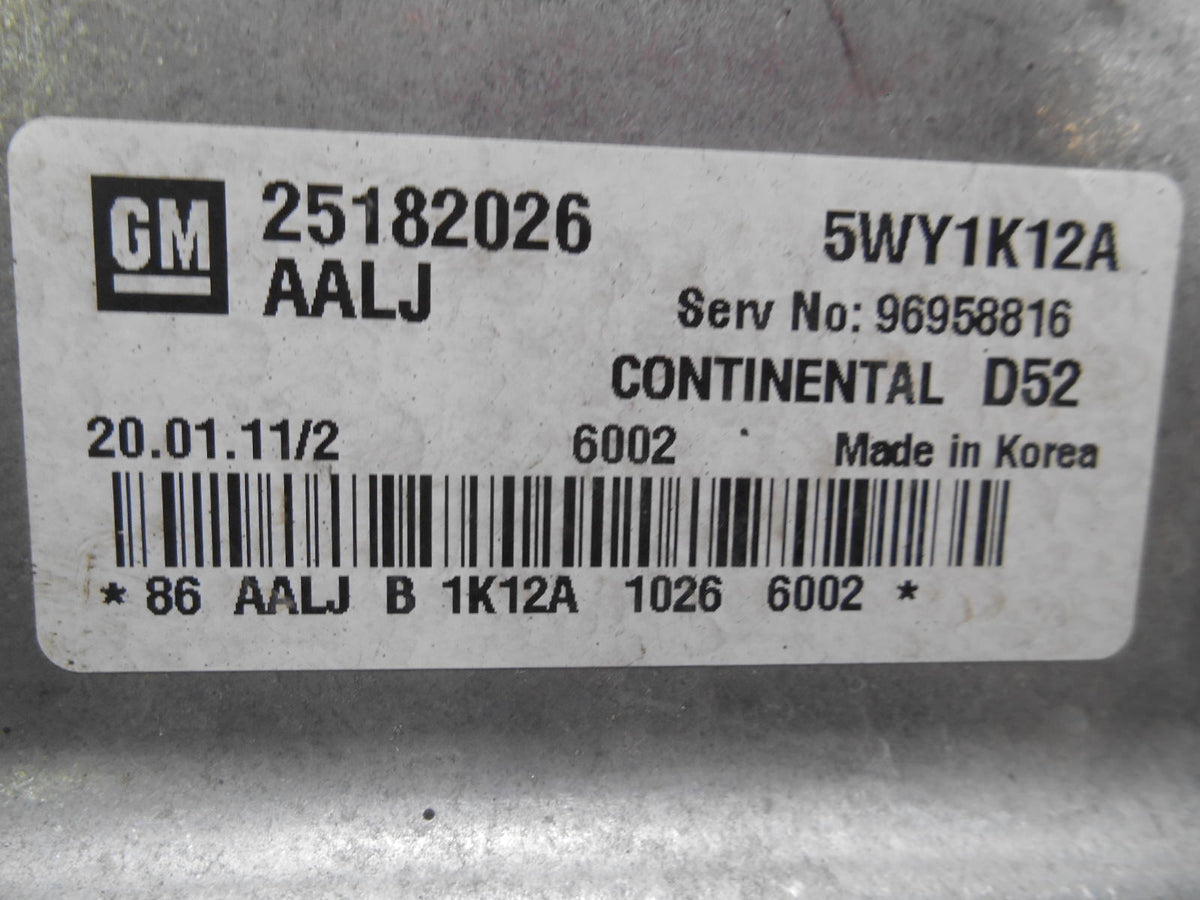 GM 25182026 5WY1K12A
AALJ Serv No: 96958816
CONTINENTAL D52
20.01.11/2 6002 Made in Korea
* 86 AALJ B 1K12A 1026 6002 *